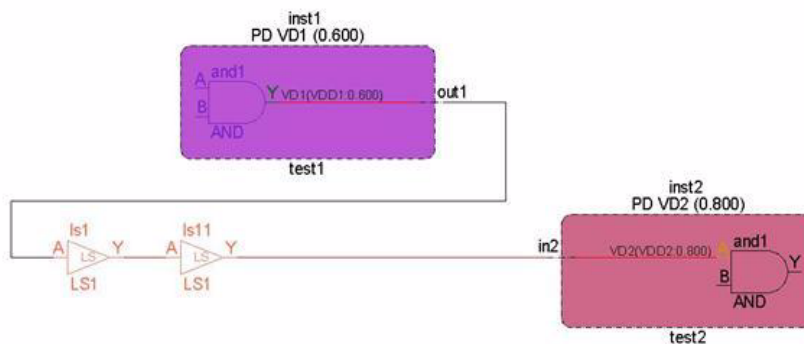 inst1
PD VD1 (0.600)
A and1
Y VD1(VDD1:0.600) out1
B
AND
test1
inst2
PD VD2 (0.800)
ls1 ls11
A LS Y A LS Y in2 VD2(VDD2:0.800) A and1
Y
B
LS1 LS1
AND
test2